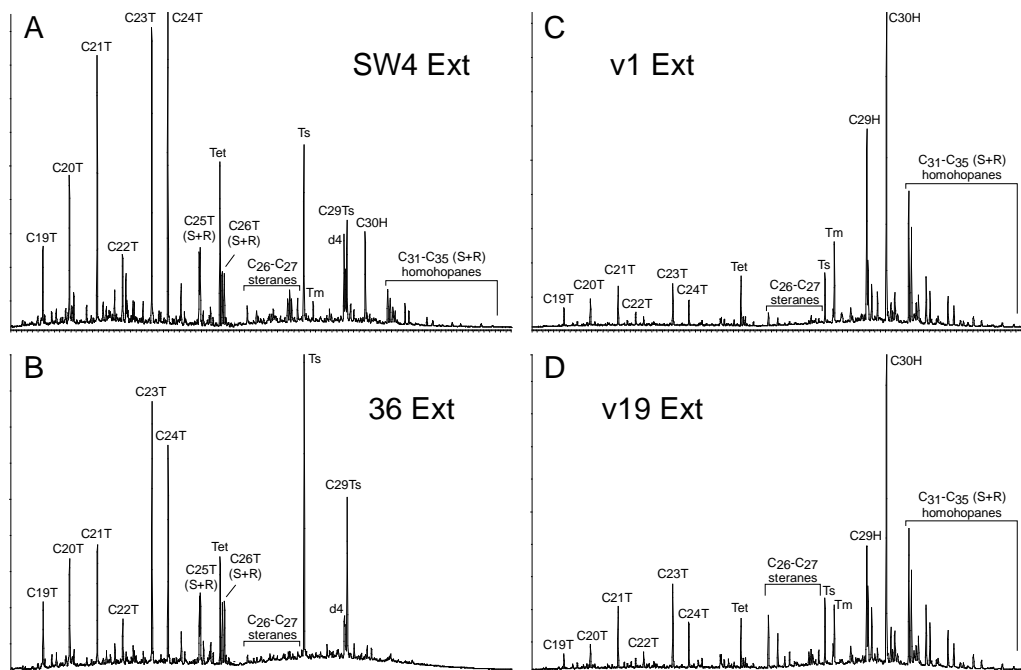 A
SW4 Ext
C19T
C20T
C21T
C22T
C23T
C24T
C25T
(S+R)
Tet
C26T
(S+R)
C₂₆-C₂₇
steranes
Ts
Tm
d4
C29Ts
C30H
C₃₁-C₃₅ (S+R)
homohopanes
C
v1 Ext
C19T
C20T
C21T
C22T
C23T
C24T
Tet
C₂₆-C₂₇
steranes
Ts
Tm
C29H
C30H
C₃₁-C₃₅ (S+R)
homohopanes
B
36 Ext
C19T
C20T
C21T
C22T
C23T
C24T
C25T
(S+R)
Tet
C26T
(S+R)
C₂₆-C₂₇
steranes
Ts
d4
C29Ts
D
v19 Ext
C19T
C20T
C21T
C22T
C23T
C24T
Tet
C₂₆-C₂₇
steranes
Ts
Tm
C29H
C30H
C₃₁-C₃₅ (S+R)
homohopanes